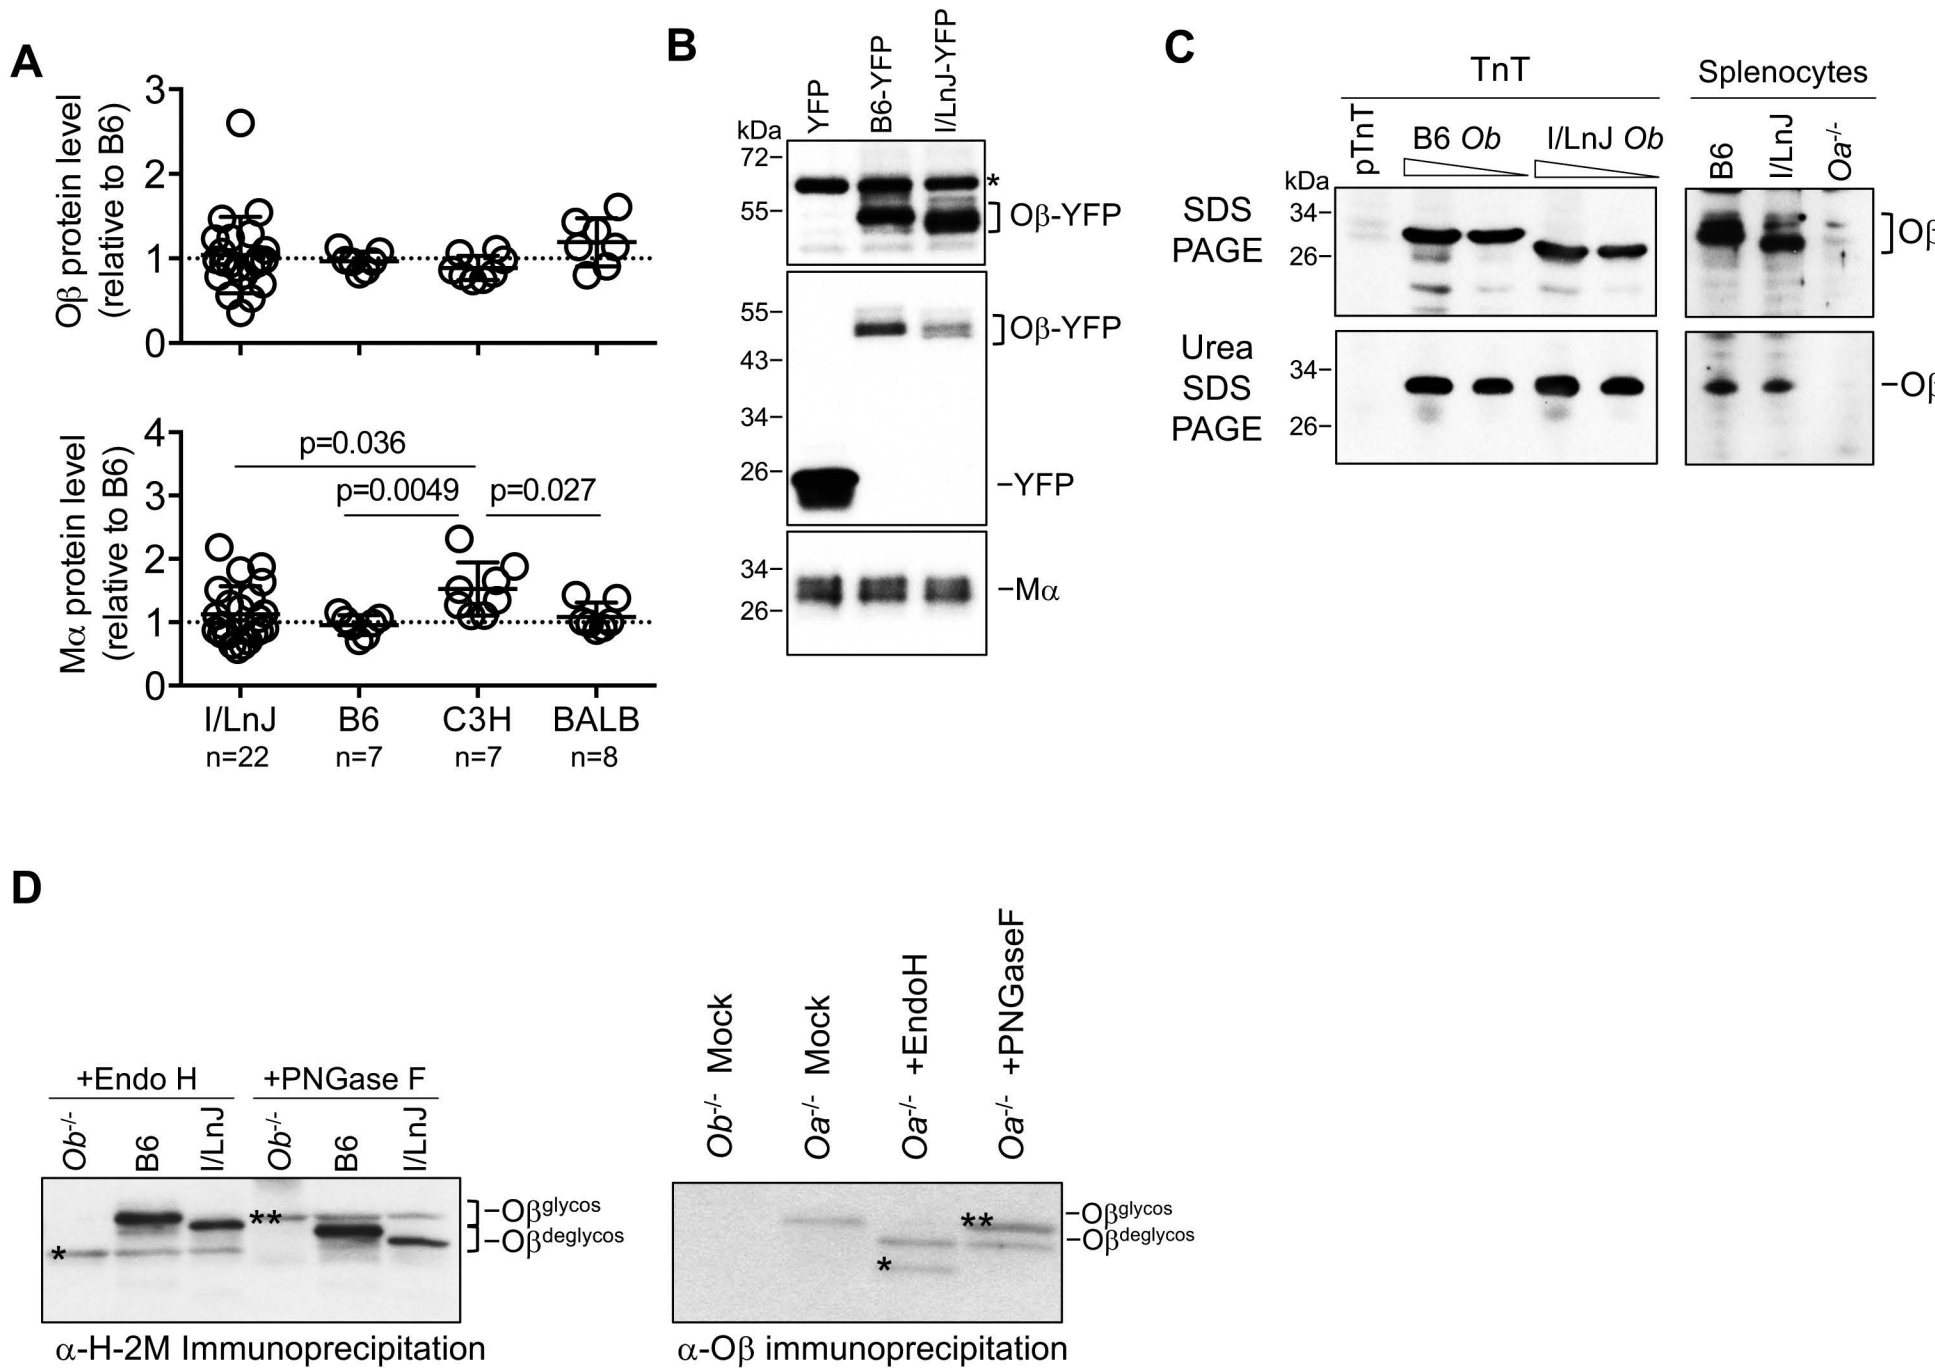 A
Oβ protein level
(relative to B6)
3
2
1
0
Mα protein level
(relative to B6)
4
3
2
1
0
p=0.036
p=0.0049
p=0.027
I/LnJ
B6
C3H
BALB
n=22
n=7
n=7
n=8
B
YFP
B6-YFP
I/LnJ-YFP
kDa
72–
55–
*
]Oβ-YFP
55–
43–
34–
26–
]Oβ-YFP
–YFP
34–
26–
–Mα
C
TnT
Splenocytes
pTnT
B6 Ob
I/LnJ Ob
B6
I/LnJ
Oa-/-
kDa
SDS
PAGE
34–
26–
]Oβ
Urea
SDS
PAGE
34–
26–
–Oβ
D
+Endo H
+PNGase F
Ob-/-
B6
I/LnJ
Ob-/-
B6
I/LnJ
*
**
–Oβglycos
–Oβdeglycos
α-H-2M Immunoprecipitation
Ob-/- Mock
Oa-/- Mock
Oa-/- +EndoH
Oa-/- +PNGaseF
*
**
–Oβglycos
–Oβdeglycos
α-Oβ immunoprecipitation